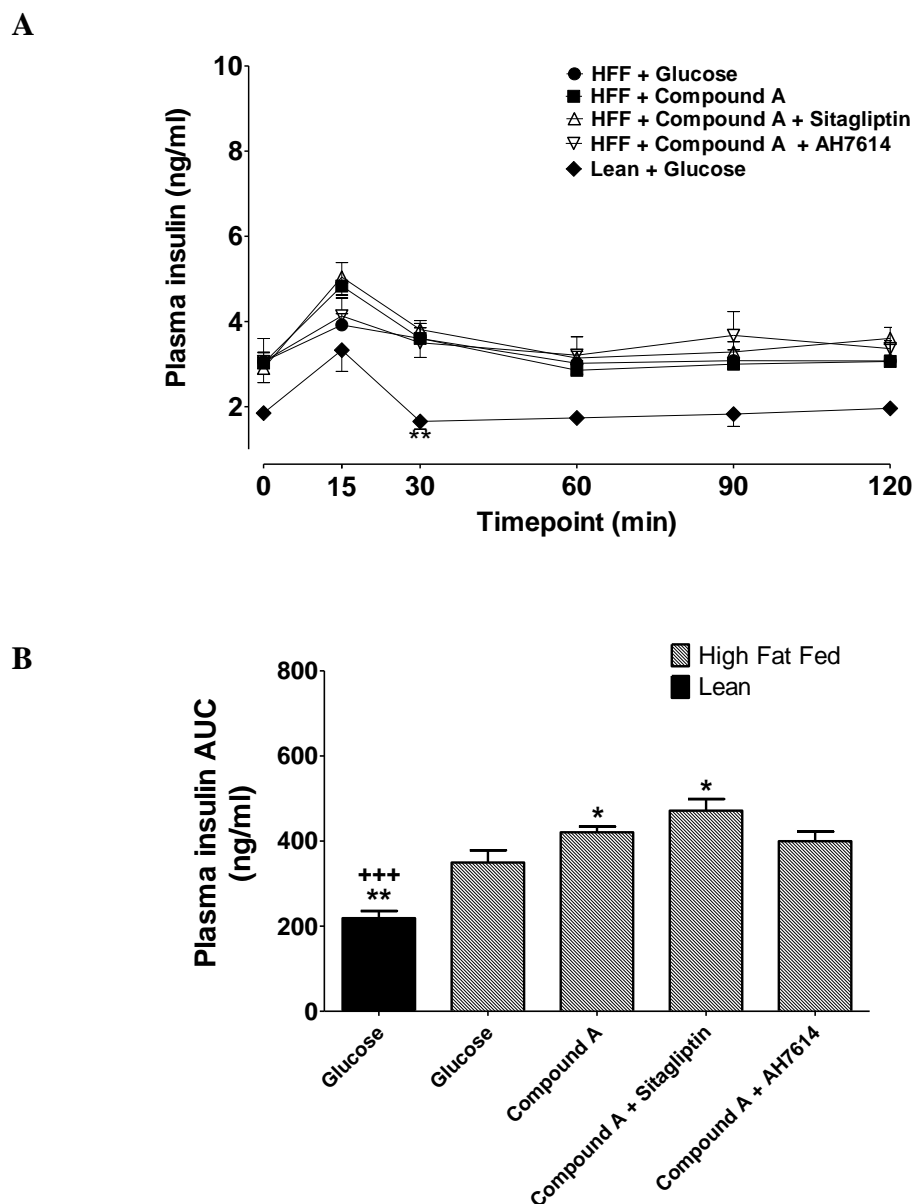 A
HFF + Glucose
HFF + Compound A
HFF + Compound A + Sitagliptin
HFF + Compound A + AH7614
Lean + Glucose
Plasma insulin (ng/ml)
10
8
6
4
2
**
0 15 30 60 90 120
Timepoint (min)
B
High Fat Fed
Lean
Plasma insulin AUC
(ng/ml)
800
600
400
200
0
+++
**
*
*
Glucose
Glucose
Compound A
Compound A + Sitagliptin
Compound A + AH7614